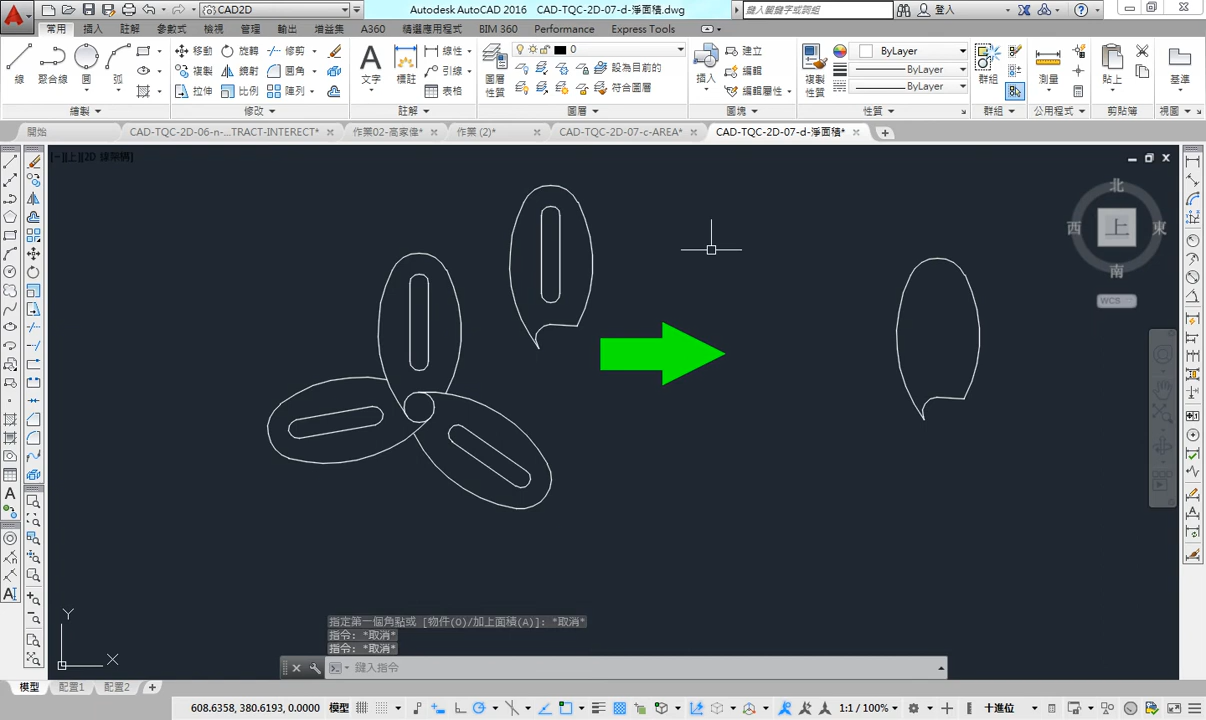 CAD2D
Autodesk AutoCAD 2016 CAD-TQC-2D-07-d-淨面積.dwg
鍵入關鍵字或詞組
登入
常用 插入 註解 參數式 檢視 管理 輸出 增益集 A360 精選應用程式 BIM 360 Performance Express Tools
線 聚合線 圓 弧
移動 旋轉 修剪
複製 鏡射 圓角
拉伸 比例 陣列
文字 標註
線性
引線
表格
圖層性質
0
設為目前的
符合圖層
插入
建立
編輯
編輯屬性
複製性質
ByLayer
ByLayer
ByLayer
群組 測量 貼上 基準
繪製 修改 註解 圖層 圖塊 性質 群組 公用程式 剪貼簿 視圖
開始 CAD-TQC-2D-06-n-...TRACT-INTERECT* 作業02-高家偉* 作業 (2)* CAD-TQC-2D-07-c-AREA* CAD-TQC-2D-07-d-淨面積*
[−][上][2D 線架構]
北
西 上 東
南
WCS
Y
X
指定第一個角點或 [物件(O)/加上面積(A)]: *取消*
指令: *取消*
指令: *取消*
鍵入指令
模型 配置1 配置2
608.6358, 380.6193, 0.0000 模型 1:1 / 100% 十進位